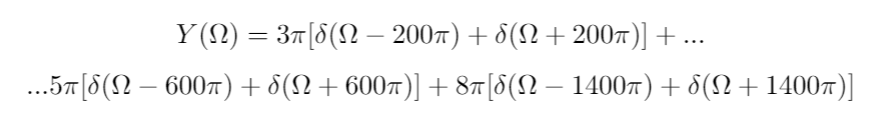 Y(Ω) = 3π[δ(Ω − 200π) + δ(Ω + 200π)] + ...
...5π[δ(Ω − 600π) + δ(Ω + 600π)] + 8π[δ(Ω − 1400π) + δ(Ω + 1400π)]